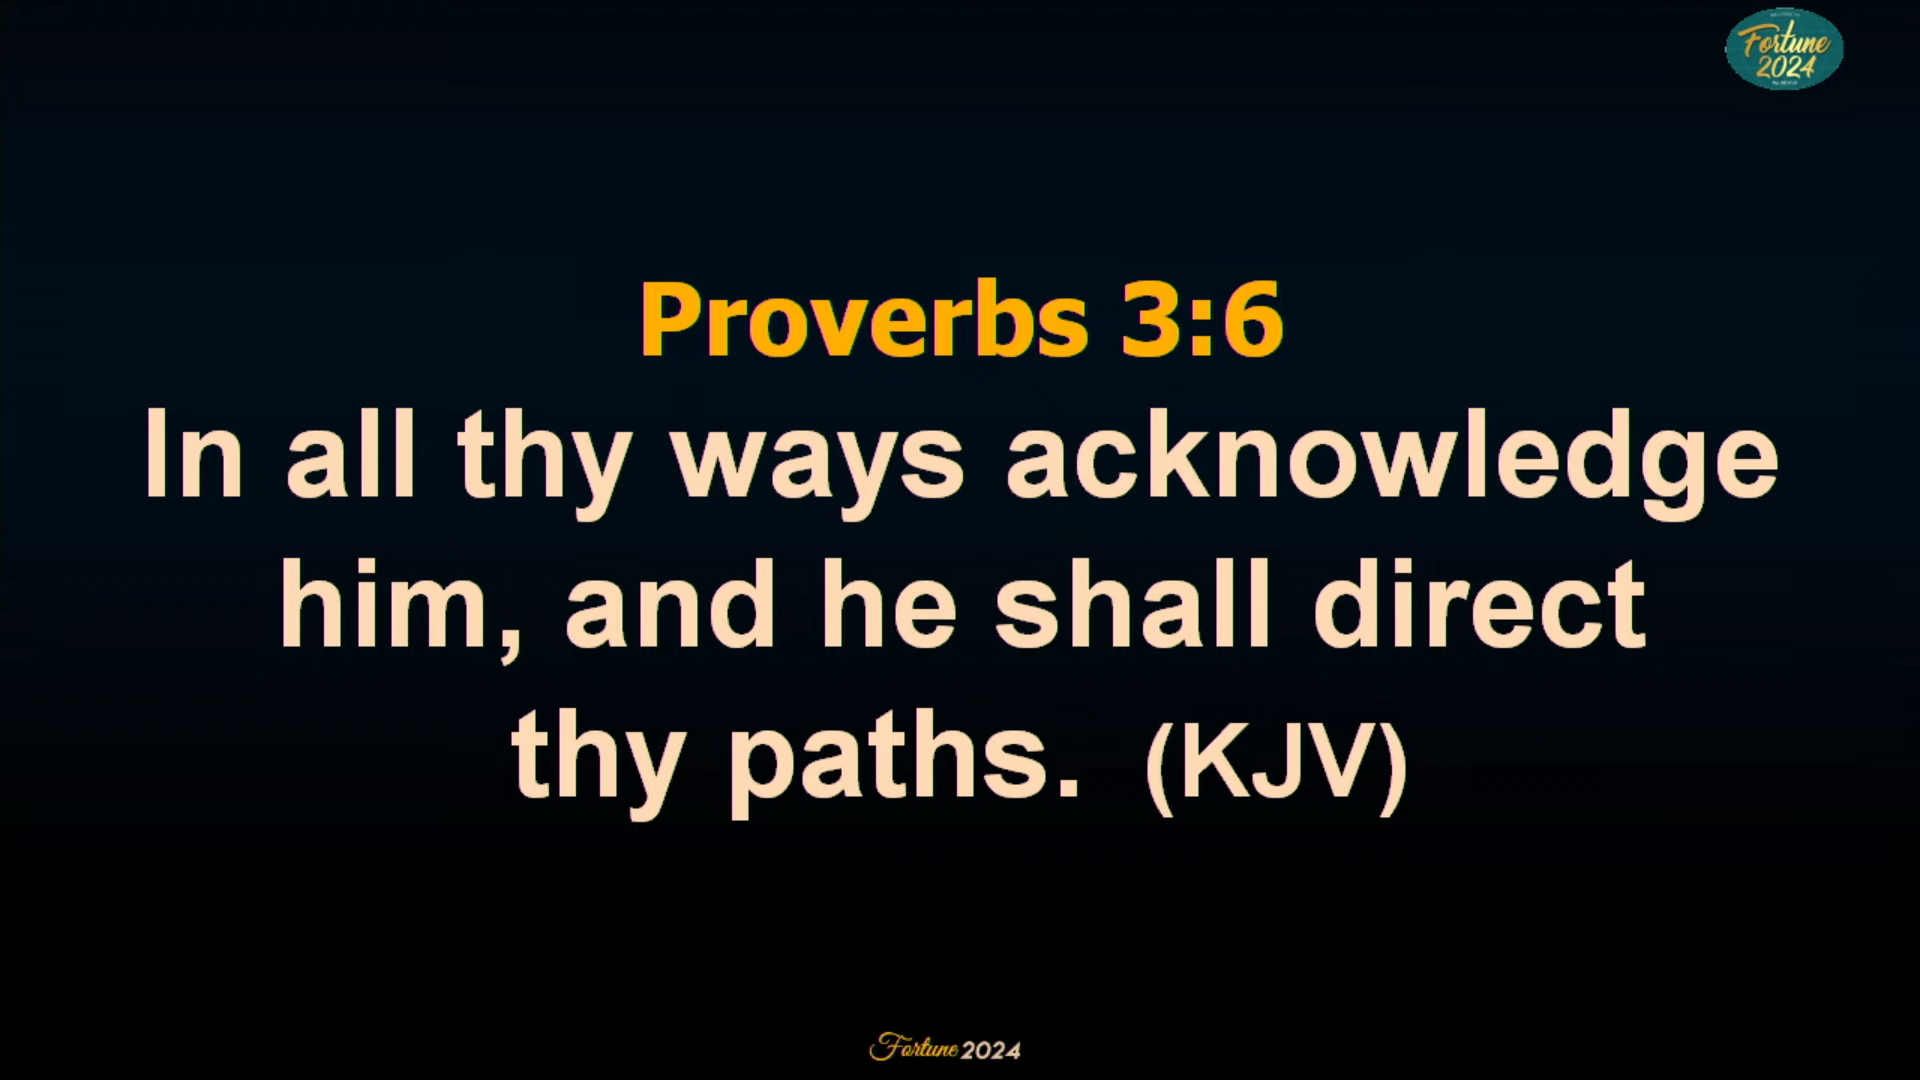 Fortune
2024
Proverbs 3:6
In all thy ways acknowledge
him, and he shall direct
thy paths. (KJV)
Fortune 2024